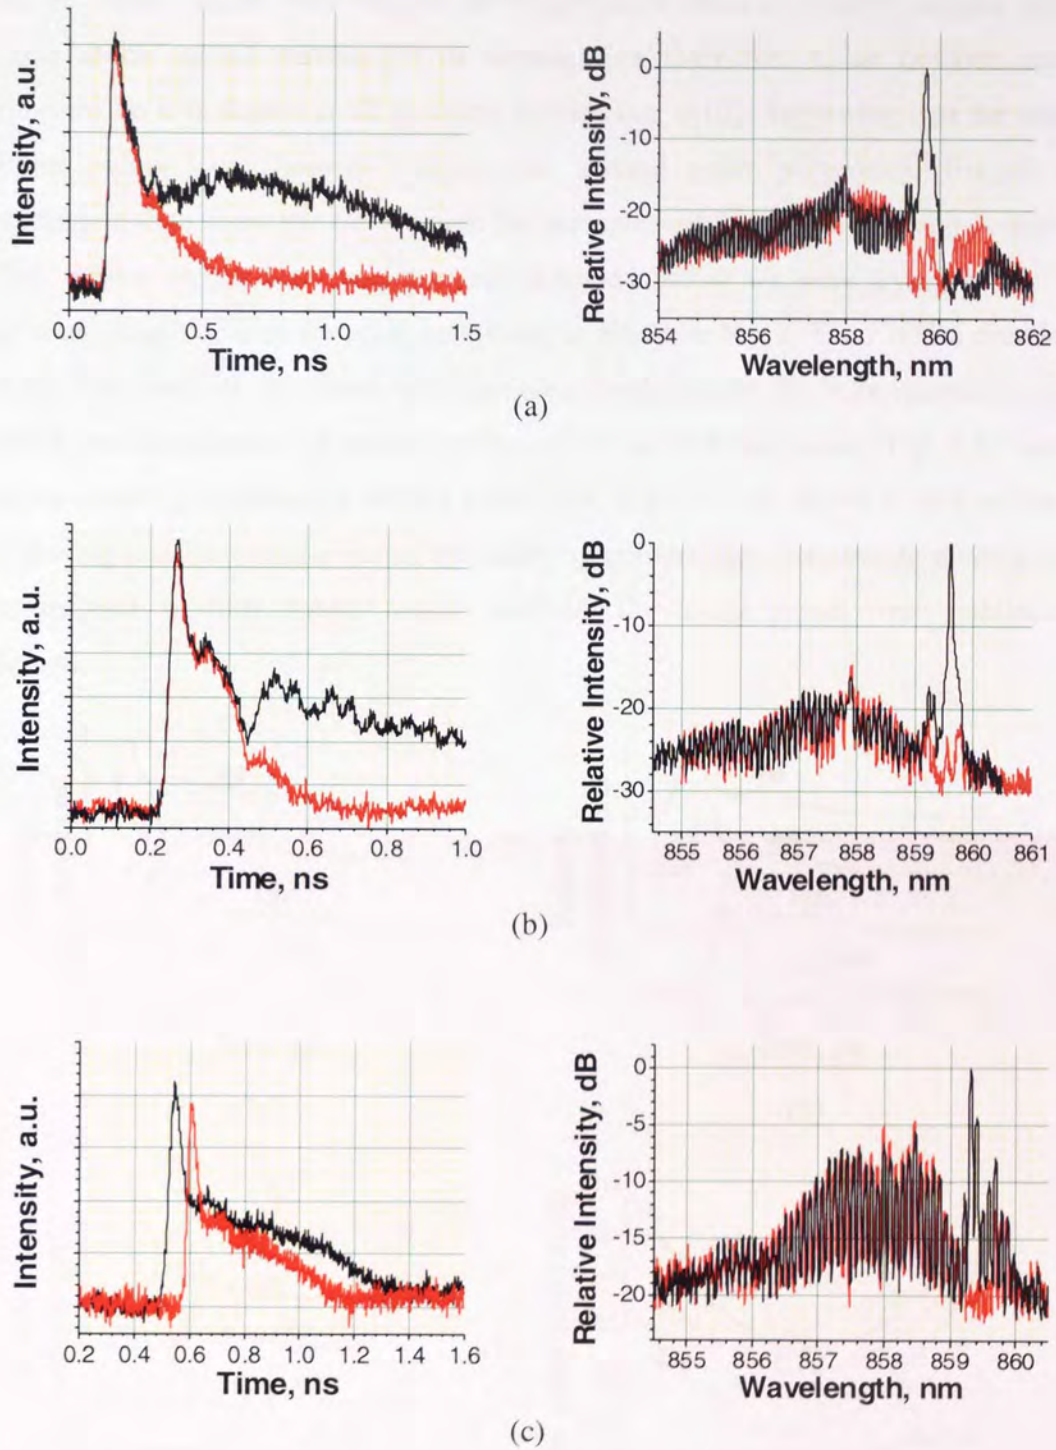 Intensity, a.u.
0.0 0.5 1.0 1.5
Time, ns
Relative Intensity, dB
0
-10
-20
-30
854 856 858 860 862
Wavelength, nm
(a)
Intensity, a.u.
0.0 0.2 0.4 0.6 0.8 1.0
Time, ns
Relative Intensity, dB
0
-10
-20
-30
855 856 857 858 859 860 861
Wavelength, nm
(b)
Intensity, a.u.
0.2 0.4 0.6 0.8 1.0 1.2 1.4 1.6
Time, ns
Relative Intensity, dB
0
-5
-10
-15
-20
855 856 857 858 859 860
Wavelength, nm
(c)